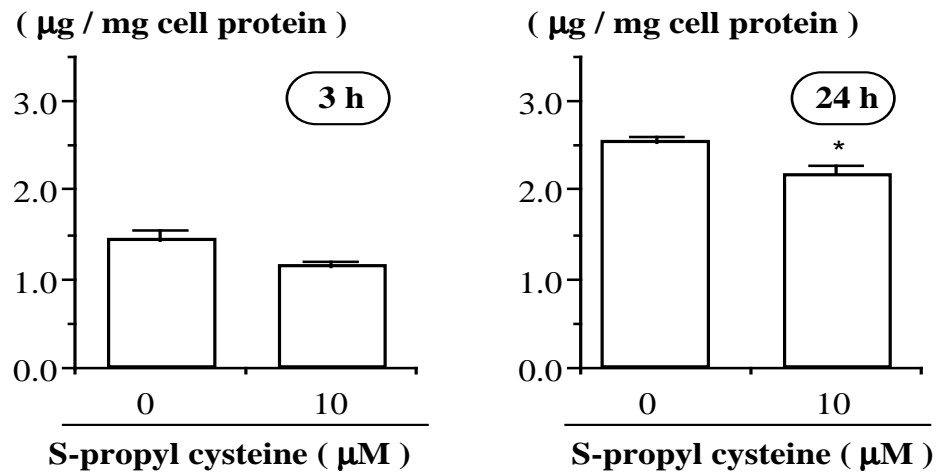 ( μg / mg cell protein )
3 h
3.0
2.0
1.0
0.0
0 10
S-propyl cysteine ( μM )
( μg / mg cell protein )
24 h
3.0
*
2.0
1.0
0.0
0 10
S-propyl cysteine ( μM )